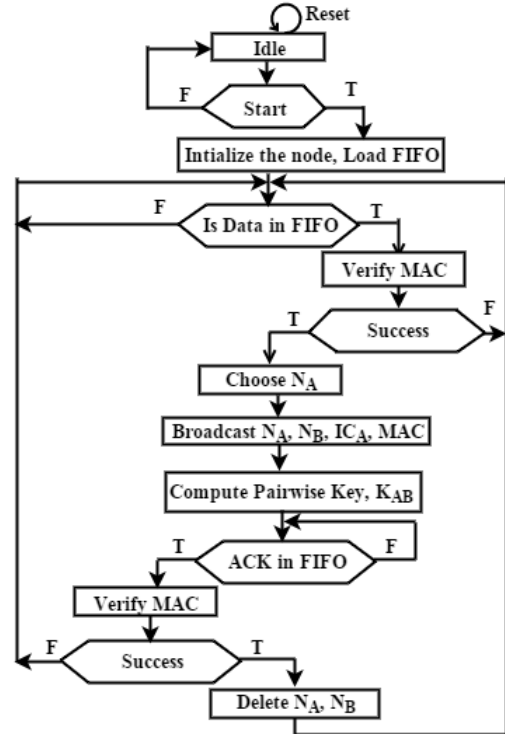 Reset
Idle
F
T
Start
Intialize the node, Load FIFO
F
T
Is Data in FIFO
Verify MAC
T
F
Success
Choose NA
Broadcast NA, NB, ICA, MAC
Compute Pairwise Key, KAB
T
F
ACK in FIFO
Verify MAC
F
T
Success
Delete NA, NB